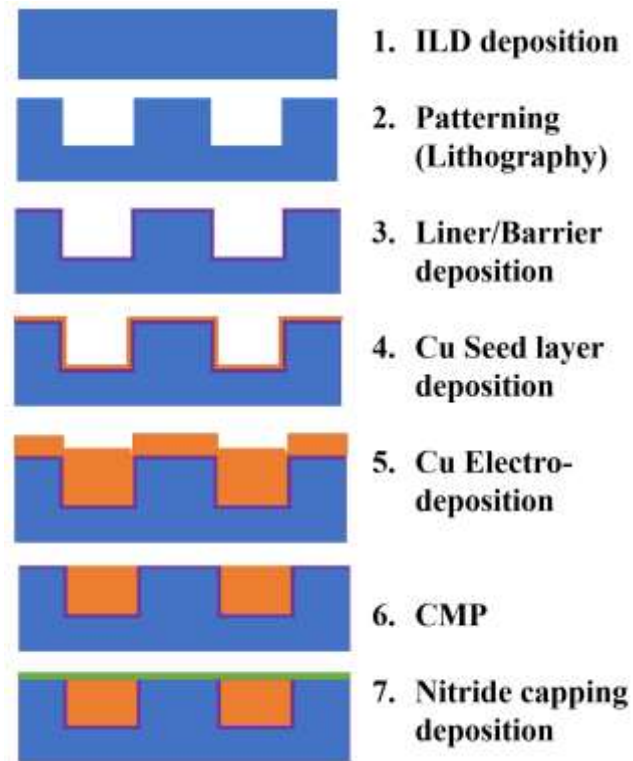 1. ILD deposition
2. Patterning
(Lithography)
3. Liner/Barrier
deposition
4. Cu Seed layer
deposition
5. Cu Electro-
deposition
6. CMP
7. Nitride capping
deposition